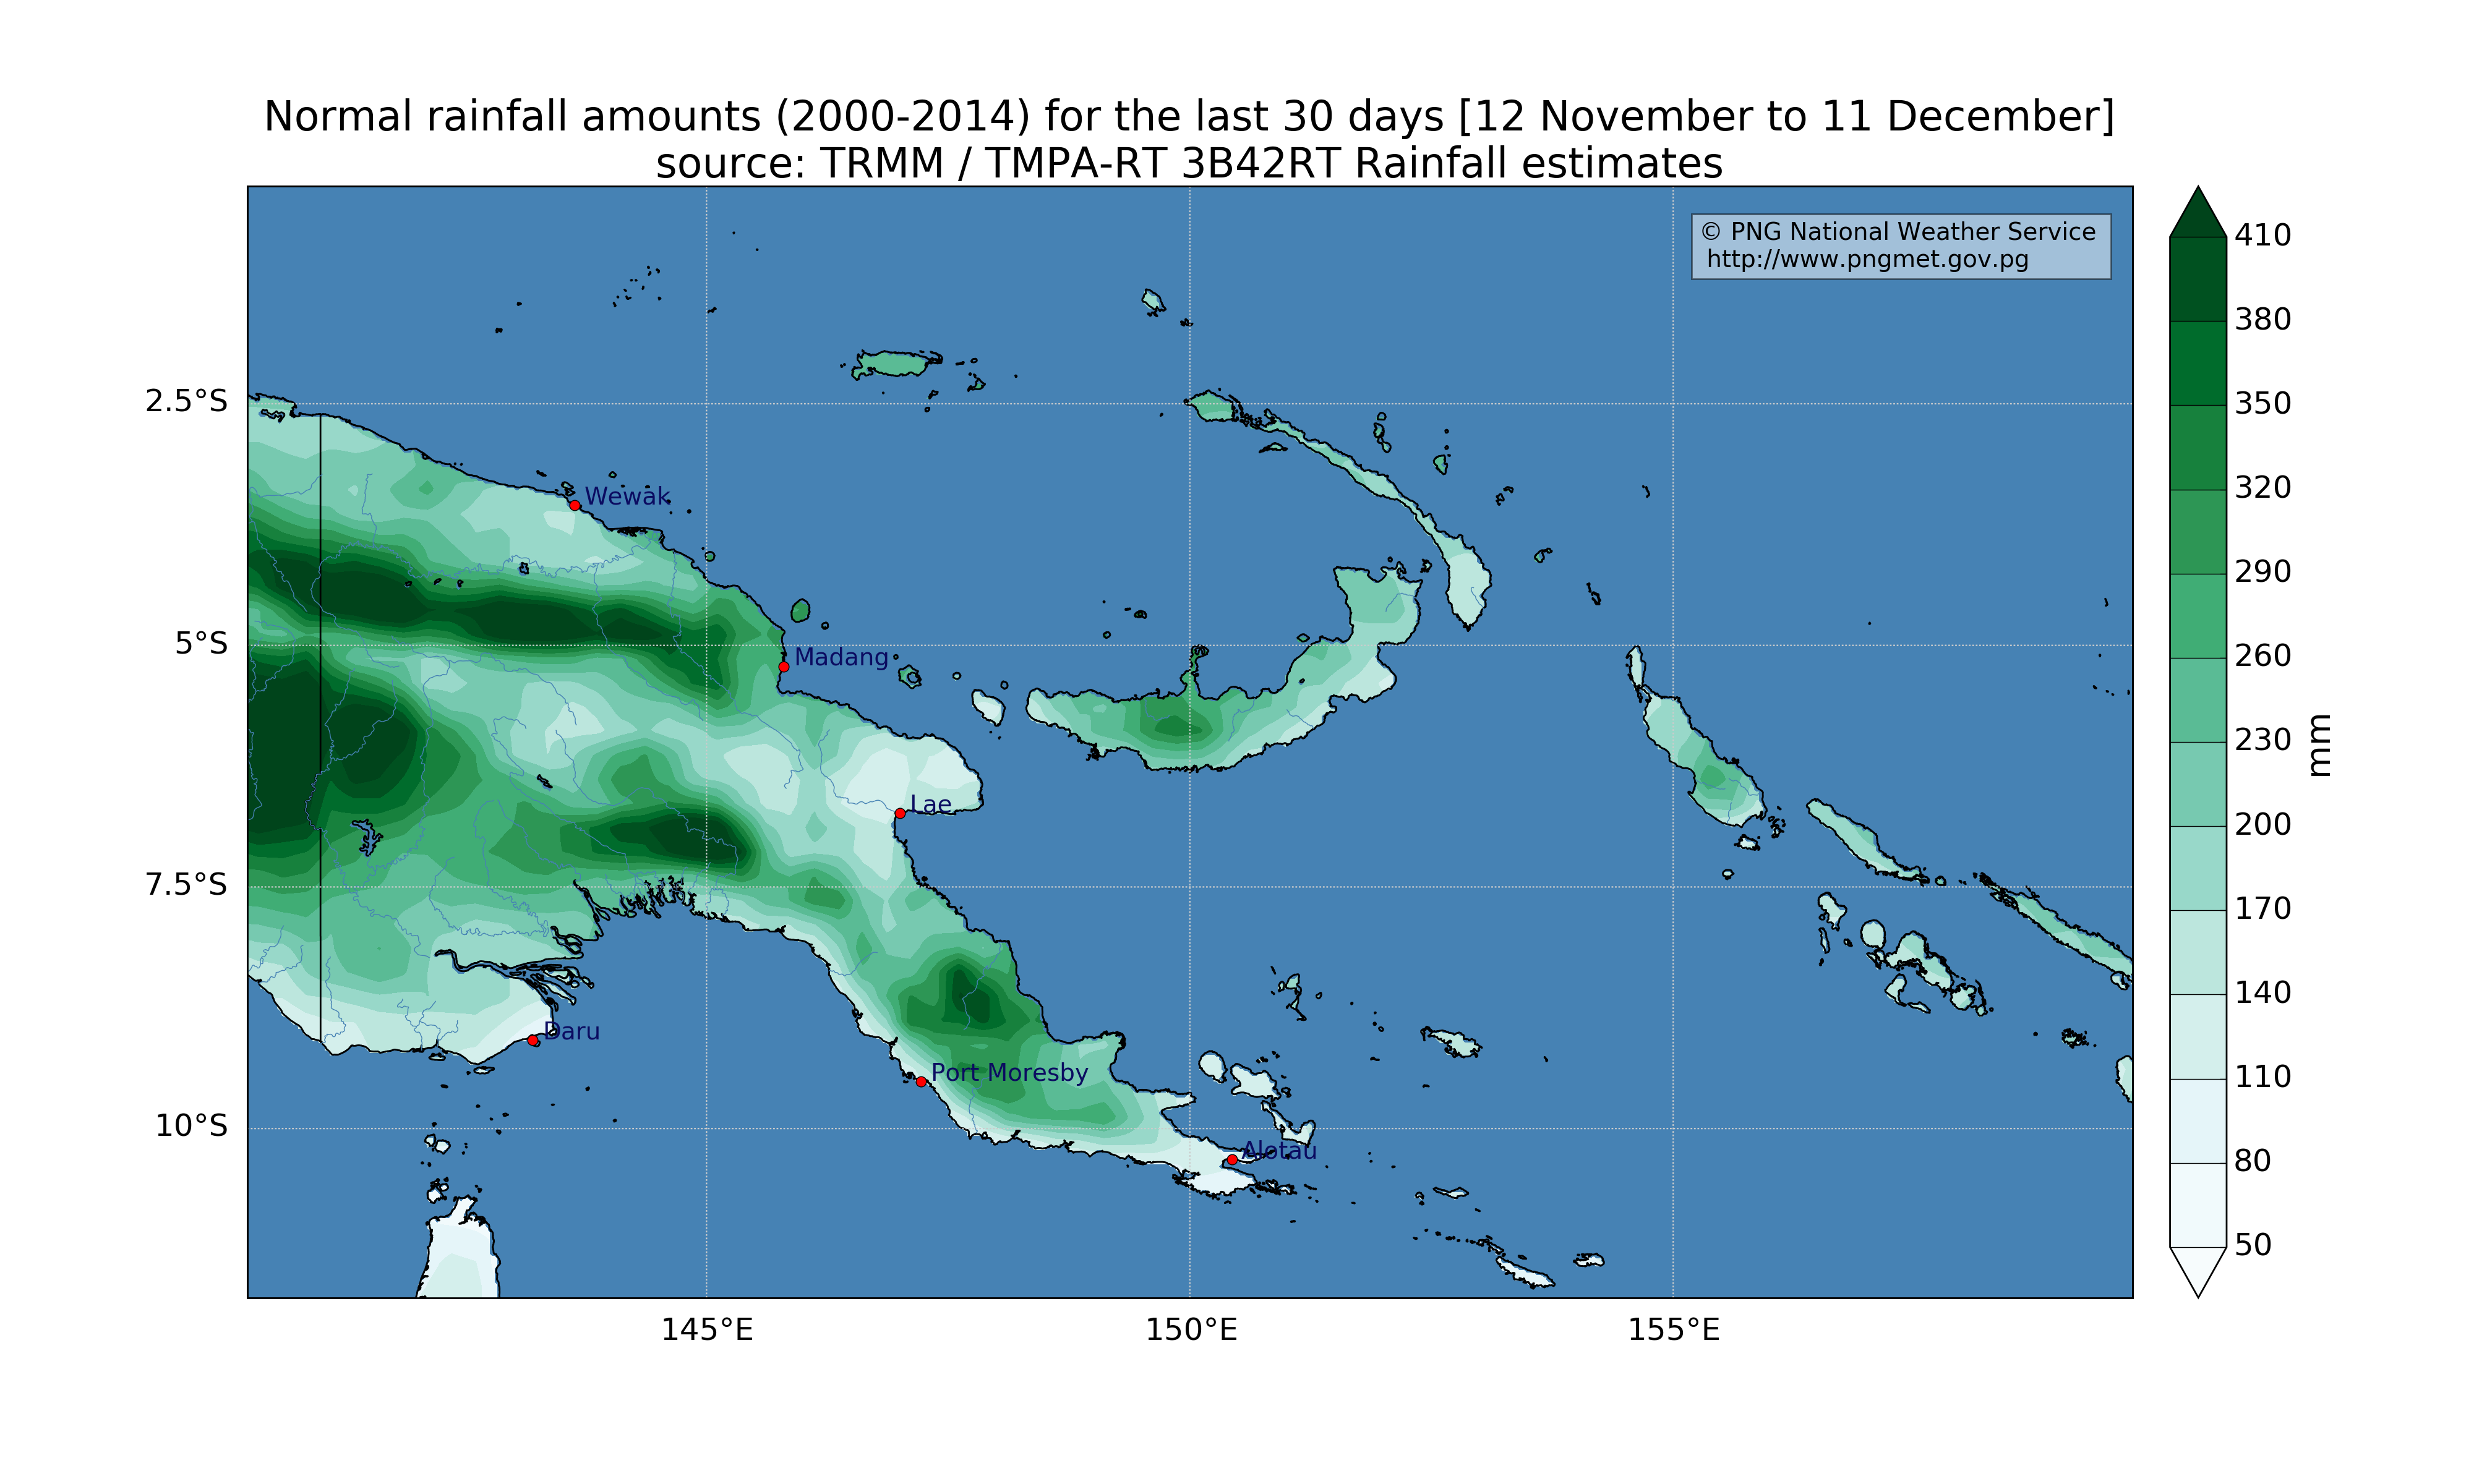 Normal rainfall amounts (2000-2014) for the last 30 days [12 November to 11 December]
source: TRMM / TMPA-RT 3B42RT Rainfall estimates
© PNG National Weather Service
http://www.pngmet.gov.pg
410
380
350
320
290
260
230
200
170
140
110
80
50
mm
2.5°S
5°S
7.5°S
10°S
Wewak
Madang
Lae
Daru
Port Moresby
Alotau
145°E
150°E
155°E